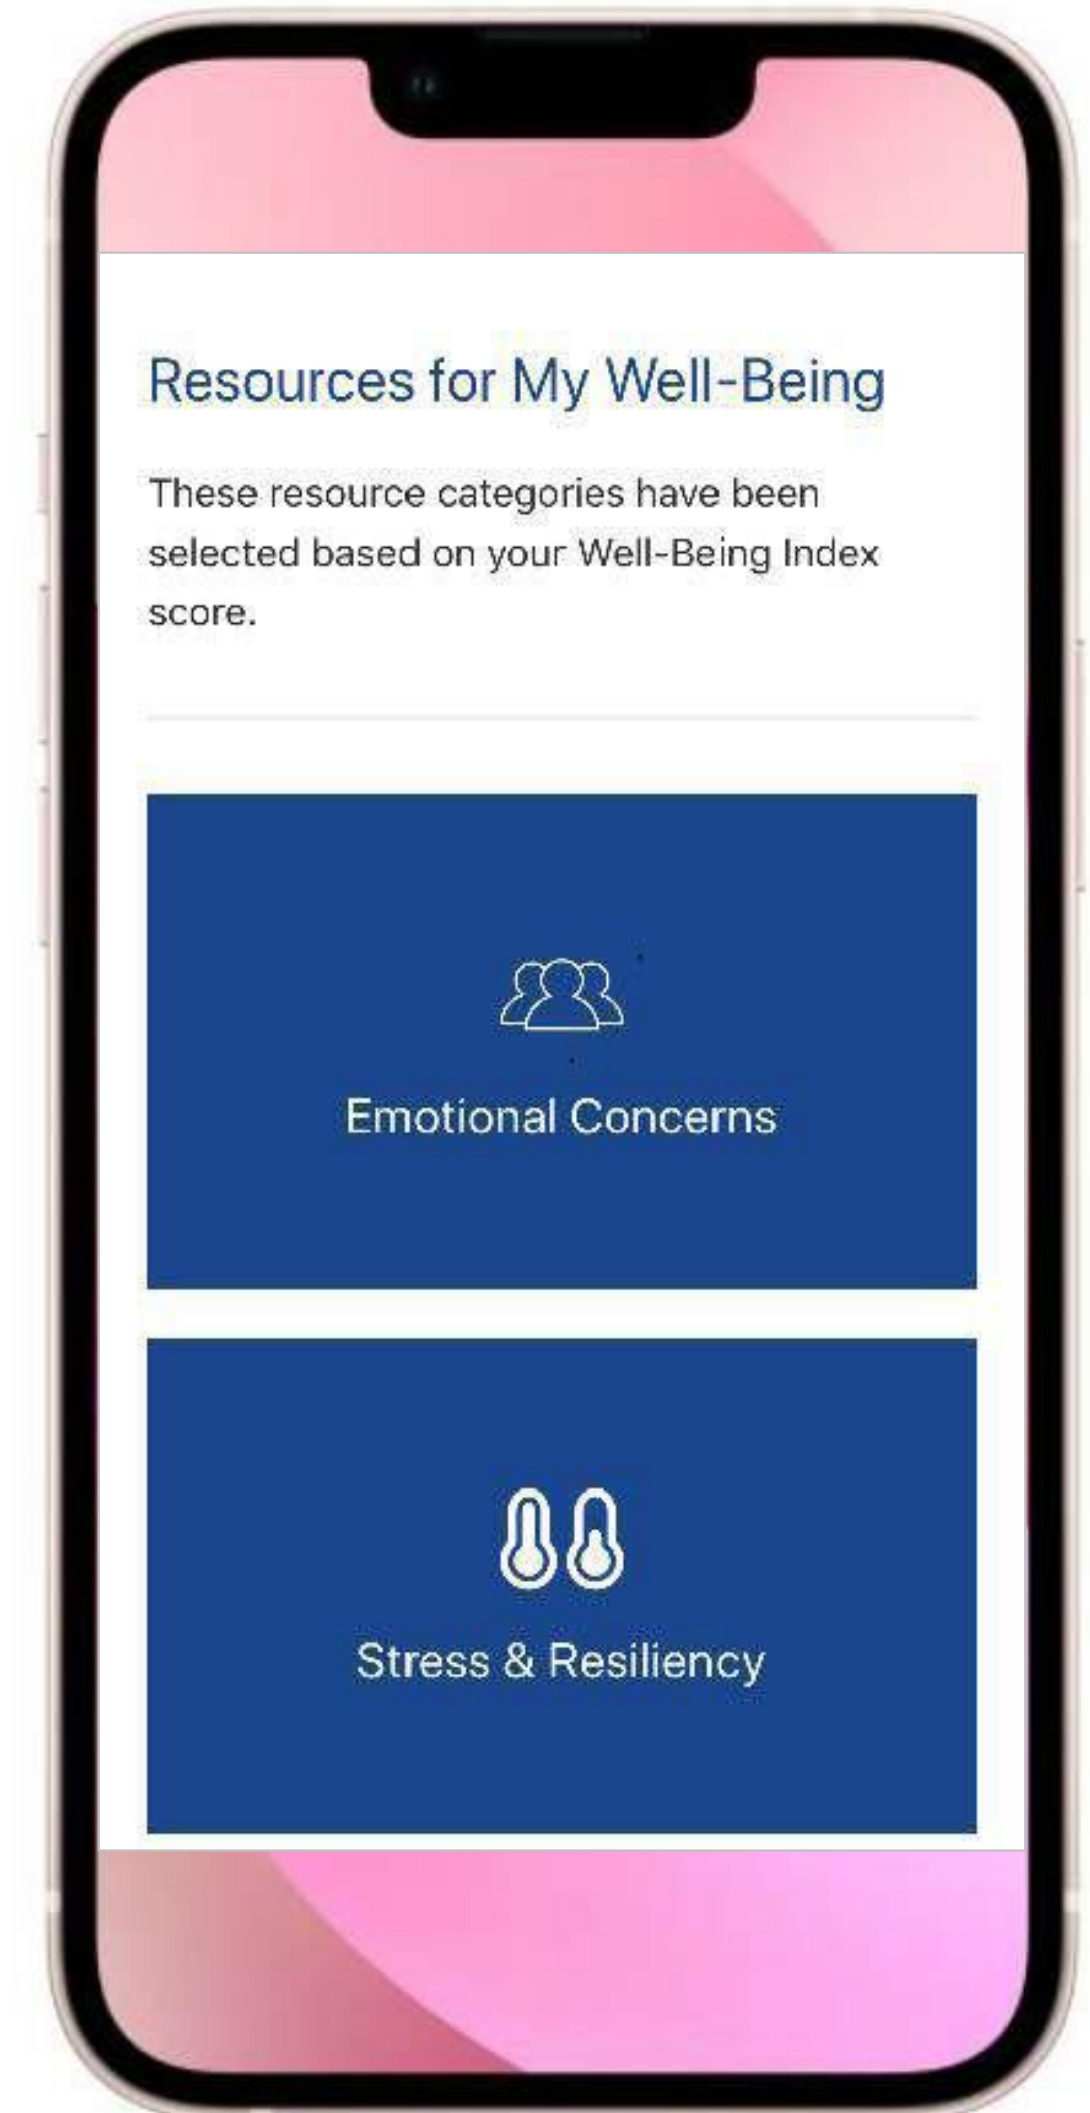 Resources for My Well-Being
These resource categories have been
selected based on your Well-Being Index
score.
Emotional Concerns
Stress & Resiliency